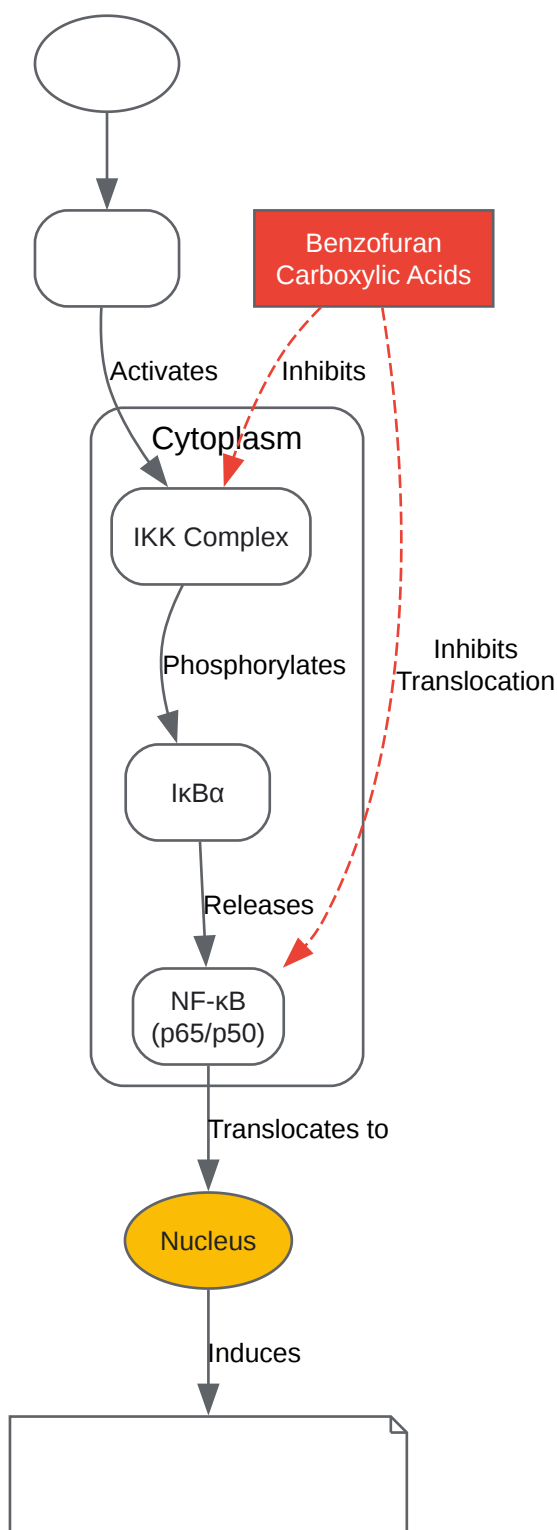 Benzofuran
Carboxylic Acids
Activates
Inhibits
Cytoplasm
IKK Complex
Inhibits
Translocation
Phosphorylates
IκBα
Releases
NF-κB
(p65/p50)
Translocates to
Nucleus
Induces